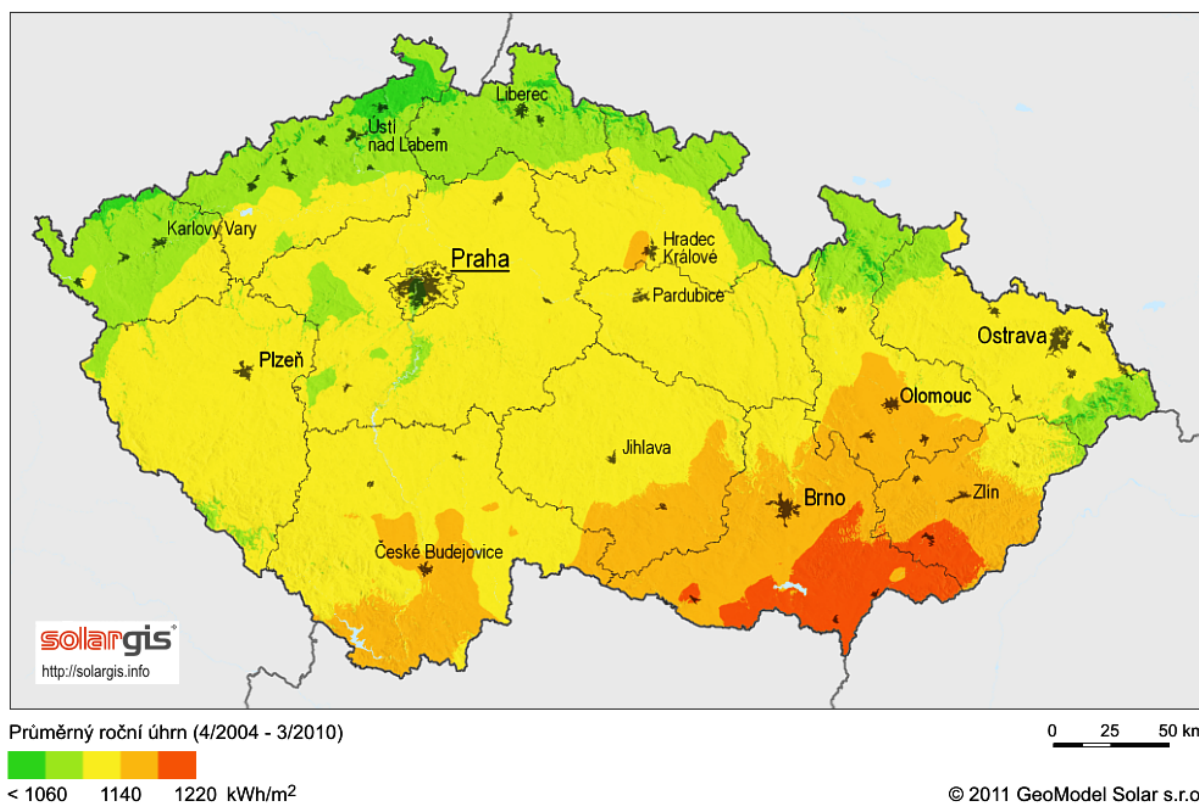 Liberec
Ústí
nad Labem
Karlovy Vary
Praha
Hradec
Králové
Pardubice
Plzeň
Ostrava
Olomouc
Jihlava
Brno
Zlín
České Budejovice
solargis
http://solargis.info
Průměrný roční úhrn (4/2004 - 3/2010)
0 25 50 km
< 1060 1140 1220 kWh/m²
© 2011 GeoModel Solar s.r.o